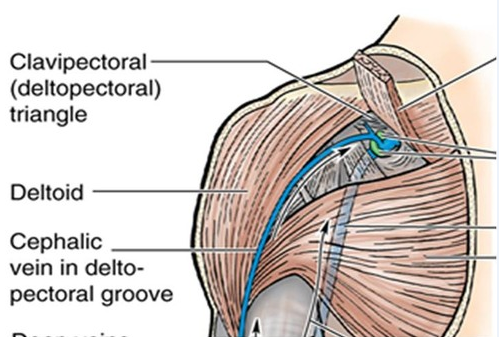 Clavipectoral
(deltopectoral)
triangle
Deltoid
Cephalic
vein in delto-
pectoral groove